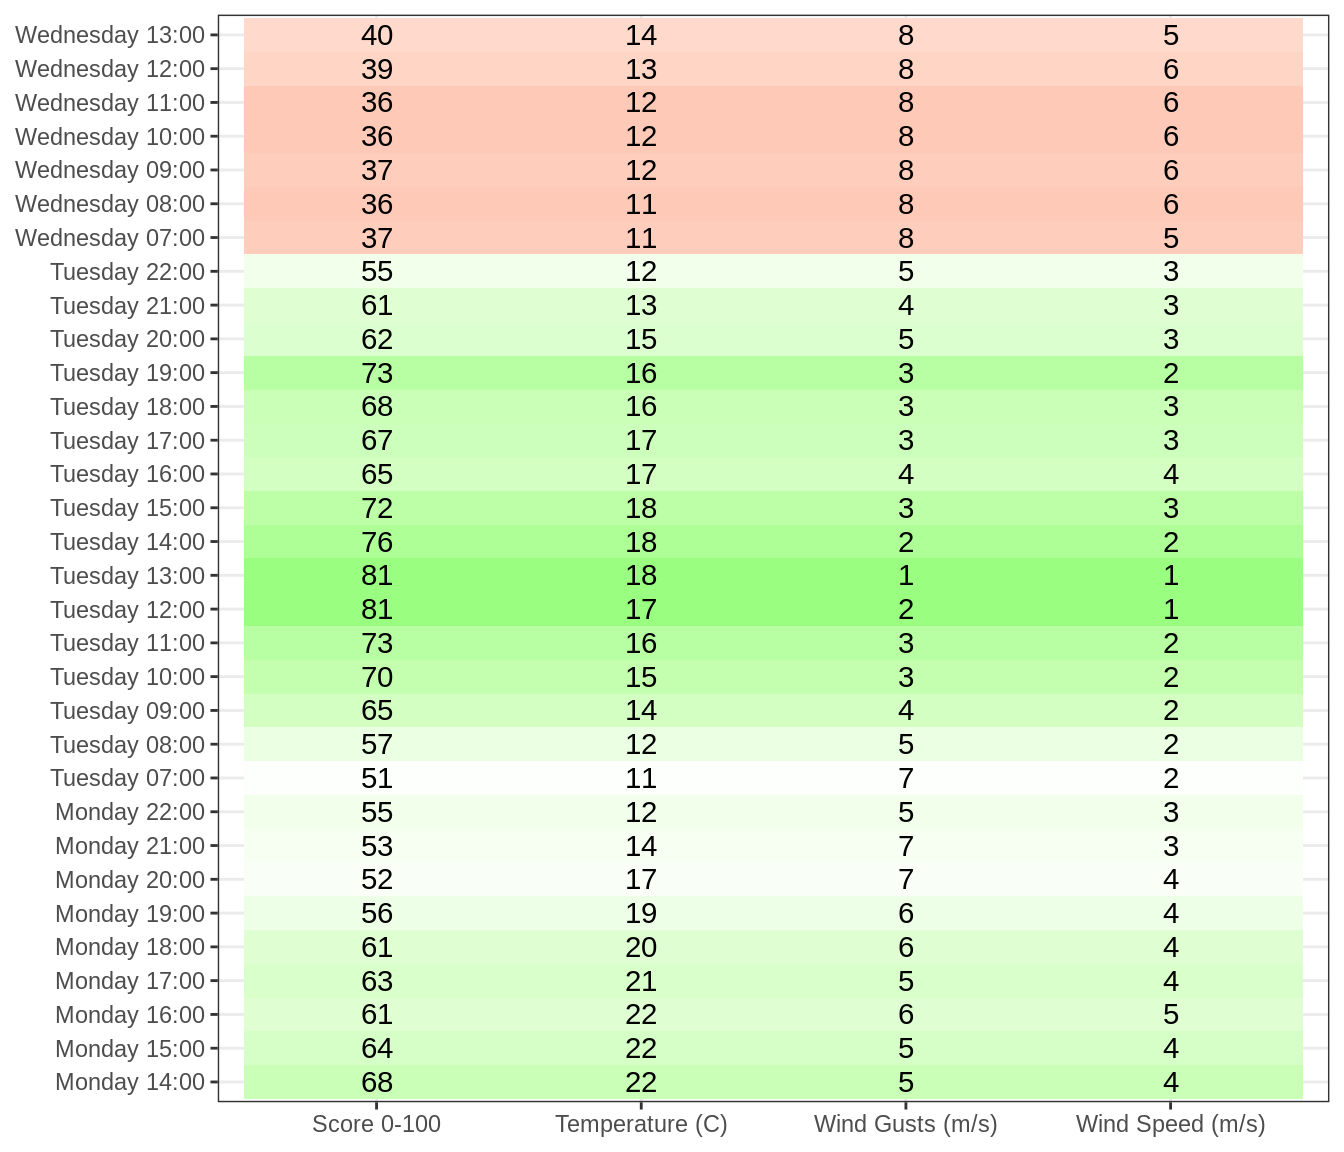 Wednesday 13:00 40 14 8 5
Wednesday 12:00 39 13 8 6
Wednesday 11:00 36 12 8 6
Wednesday 10:00 36 12 8 6
Wednesday 09:00 37 12 8 6
Wednesday 08:00 36 11 8 6
Wednesday 07:00 37 11 8 5
Tuesday 22:00 55 12 5 3
Tuesday 21:00 61 13 4 3
Tuesday 20:00 62 15 5 3
Tuesday 19:00 73 16 3 2
Tuesday 18:00 68 16 3 3
Tuesday 17:00 67 17 3 3
Tuesday 16:00 65 17 4 4
Tuesday 15:00 72 18 3 3
Tuesday 14:00 76 18 2 2
Tuesday 13:00 81 18 1 1
Tuesday 12:00 81 17 2 1
Tuesday 11:00 73 16 3 2
Tuesday 10:00 70 15 3 2
Tuesday 09:00 65 14 4 2
Tuesday 08:00 57 12 5 2
Tuesday 07:00 51 11 7 2
Monday 22:00 55 12 5 3
Monday 21:00 53 14 7 3
Monday 20:00 52 17 7 4
Monday 19:00 56 19 6 4
Monday 18:00 61 20 6 4
Monday 17:00 63 21 5 4
Monday 16:00 61 22 6 5
Monday 15:00 64 22 5 4
Monday 14:00 68 22 5 4
Score 0-100 Temperature (C) Wind Gusts (m/s) Wind Speed (m/s)